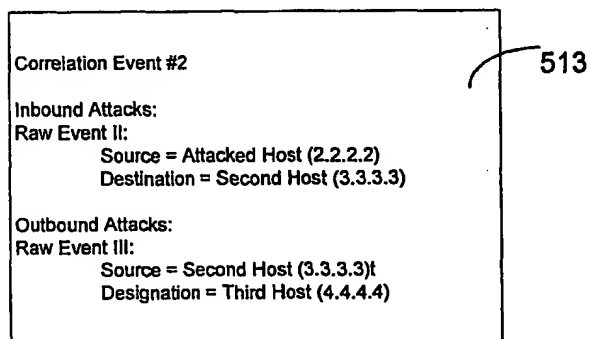 Correlation Event #2
513
Inbound Attacks:
Raw Event II:
Source = Attacked Host (2.2.2.2)
Destination = Second Host (3.3.3.3)
Outbound Attacks:
Raw Event III:
Source = Second Host (3.3.3.3)t
Designation = Third Host (4.4.4.4)